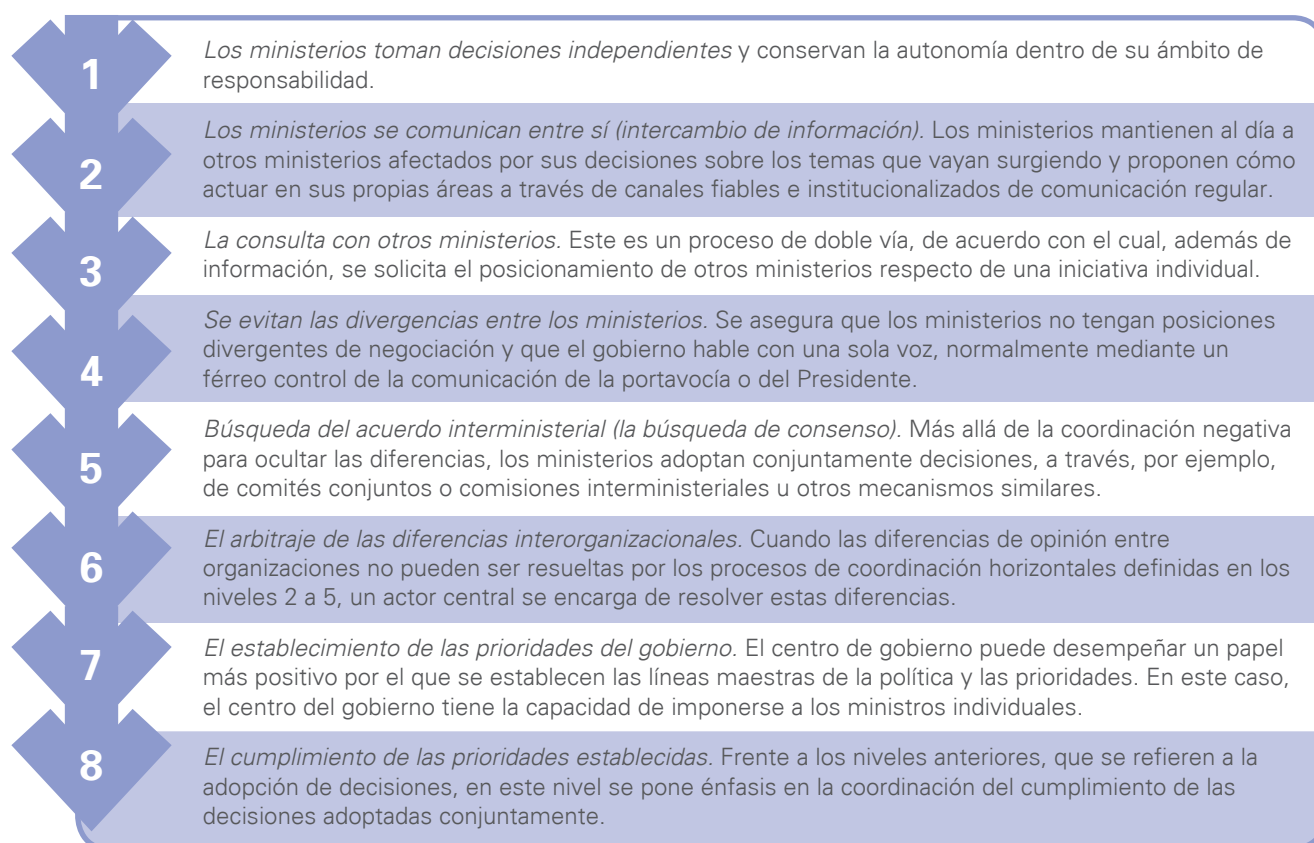 1
Los ministerios toman decisiones independientes y conservan la autonomía dentro de su ámbito de
responsabilidad.
2
Los ministerios se comunican entre sí (intercambio de información). Los ministerios mantienen al día a
otros ministerios afectados por sus decisiones sobre los temas que vayan surgiendo y proponen cómo
actuar en sus propias áreas a través de canales fiables e institucionalizados de comunicación regular.
3
La consulta con otros ministerios. Este es un proceso de doble vía, de acuerdo con el cual, además de
información, se solicita el posicionamiento de otros ministerios respecto de una iniciativa individual.
4
Se evitan las divergencias entre los ministerios. Se asegura que los ministerios no tengan posiciones
divergentes de negociación y que el gobierno hable con una sola voz, normalmente mediante un
férreo control de la comunicación de la portavocía o del Presidente.
5
Búsqueda del acuerdo interministerial (la búsqueda de consenso). Más allá de la coordinación negativa
para ocultar las diferencias, los ministerios adoptan conjuntamente decisiones, a través, por ejemplo,
de comités conjuntos o comisiones interministeriales u otros mecanismos similares.
6
El arbitraje de las diferencias interorganizacionales. Cuando las diferencias de opinión entre
organizaciones no pueden ser resueltas por los procesos de coordinación horizontales definidas en los
niveles 2 a 5, un actor central se encarga de resolver estas diferencias.
7
El establecimiento de las prioridades del gobierno. El centro de gobierno puede desempeñar un papel
más positivo por el que se establecen las líneas maestras de la política y las prioridades. En este caso,
el centro del gobierno tiene la capacidad de imponerse a los ministros individuales.
8
El cumplimiento de las prioridades establecidas. Frente a los niveles anteriores, que se refieren a la
adopción de decisiones, en este nivel se pone énfasis en la coordinación del cumplimiento de las
decisiones adoptadas conjuntamente.